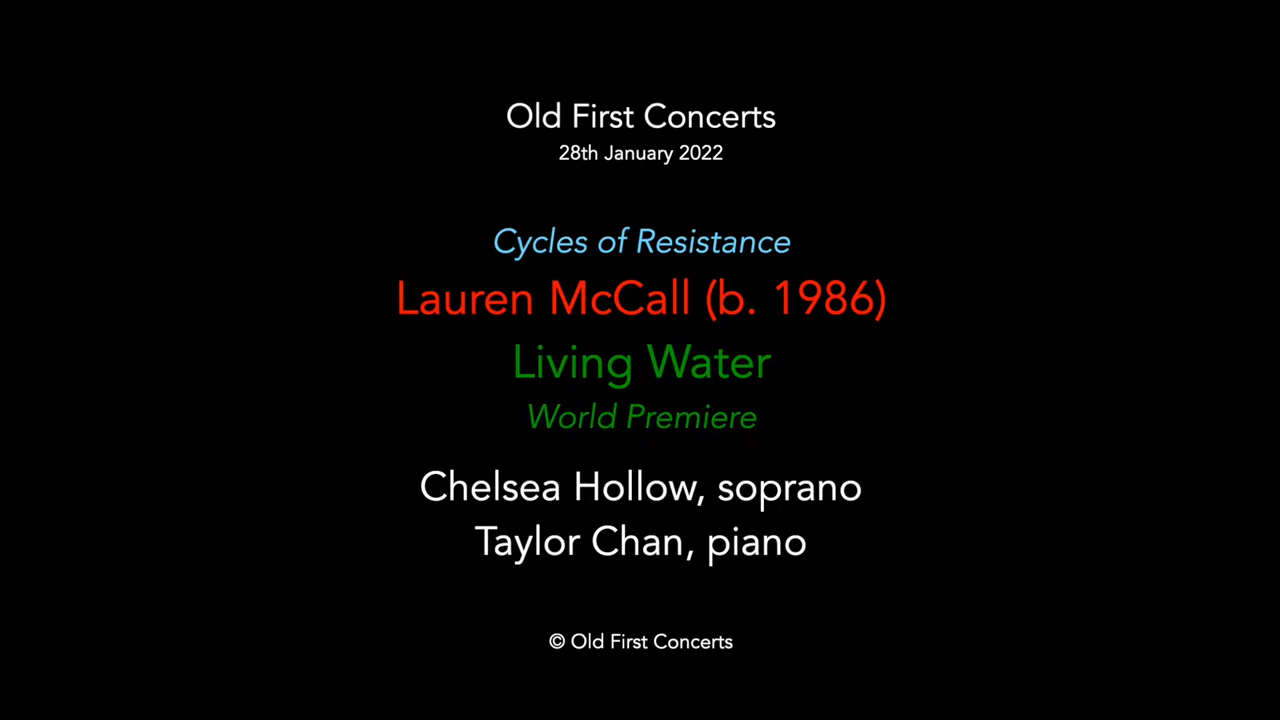 Old First Concerts
28th January 2022
Cycles of Resistance
Lauren McCall (b. 1986)
Living Water
World Premiere
Chelsea Hollow, soprano
Taylor Chan, piano
© Old First Concerts